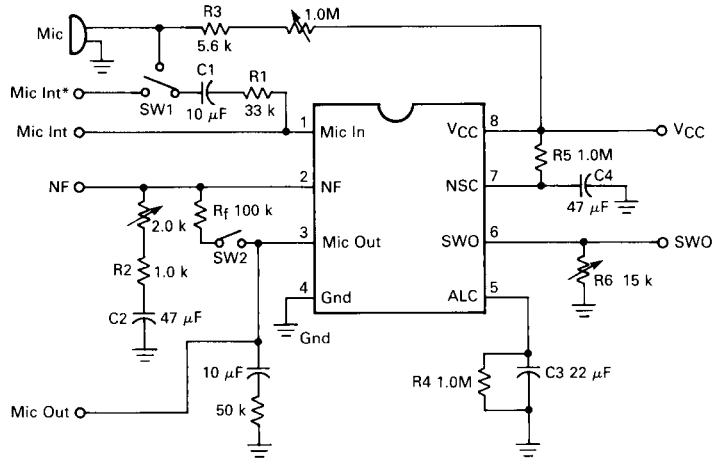 Mic
R3
5.6 k
1.0M
Mic Int*
SW1
C1
10 μF
R1
33 k
Mic Int
1
Mic In
VCC
8
VCC
R5 1.0M
C4
47 μF
NF
2
NF
NSC
7
2.0 k
Rf 100 k
SW2
3
Mic Out
SWO
6
SWO
R2
1.0 k
R6 15 k
4
Gnd
ALC
5
C2
47 μF
Gnd
10 μF
50 k
R4 1.0M
C3 22 μF
Mic Out